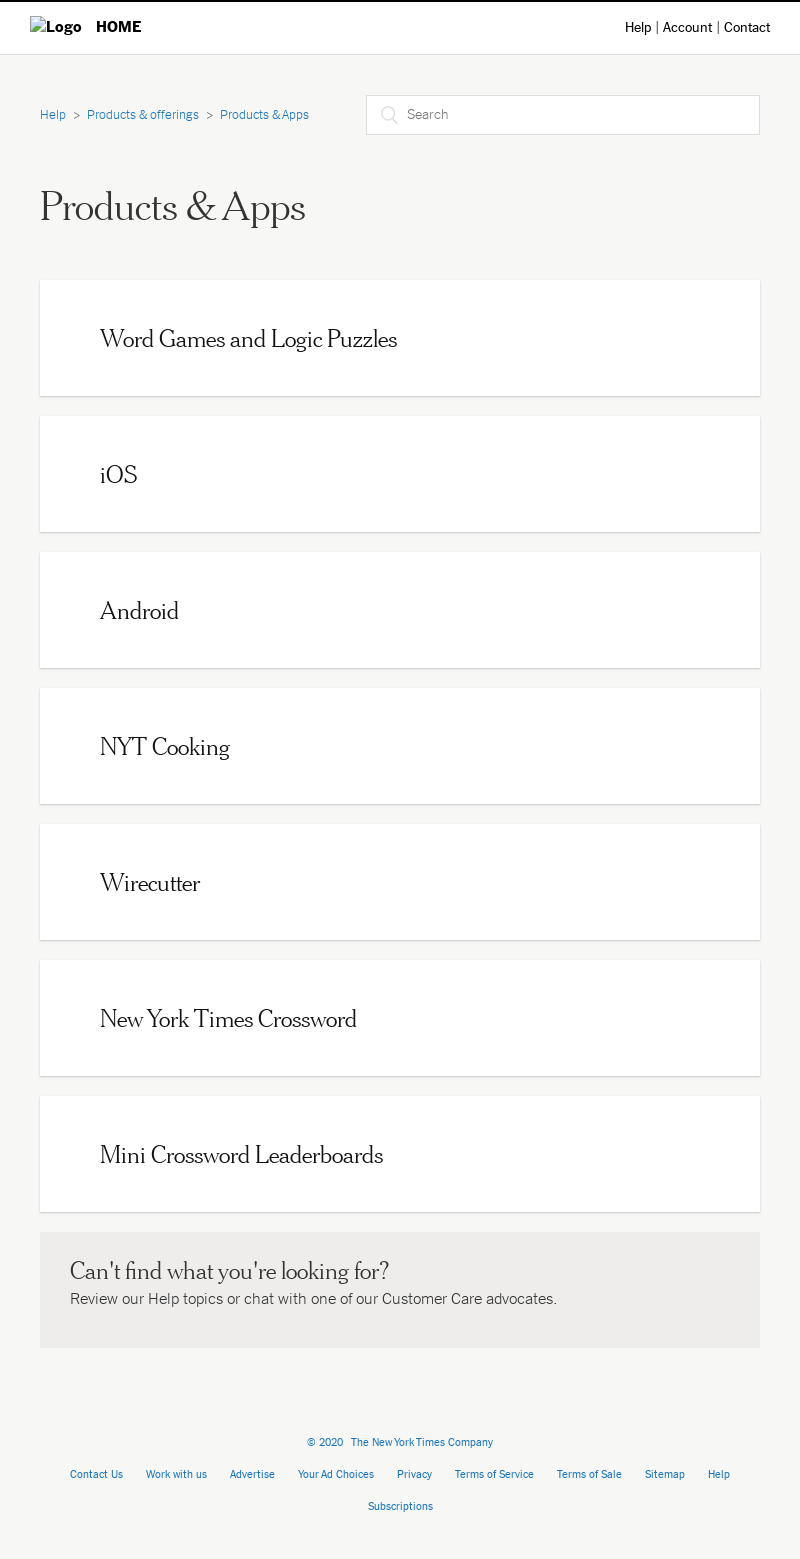 Logo HOME
Help | Account | Contact
Help > Products & offerings > Products & Apps
Search
Products & Apps
Word Games and Logic Puzzles
iOS
Android
NYT Cooking
Wirecutter
New York Times Crossword
Mini Crossword Leaderboards
Can't find what you're looking for?
Review our Help topics or chat with one of our Customer Care advocates.
© 2020 The New York Times Company
Contact Us Work with us Advertise Your Ad Choices Privacy Terms of Service Terms of Sale Sitemap Help
Subscriptions